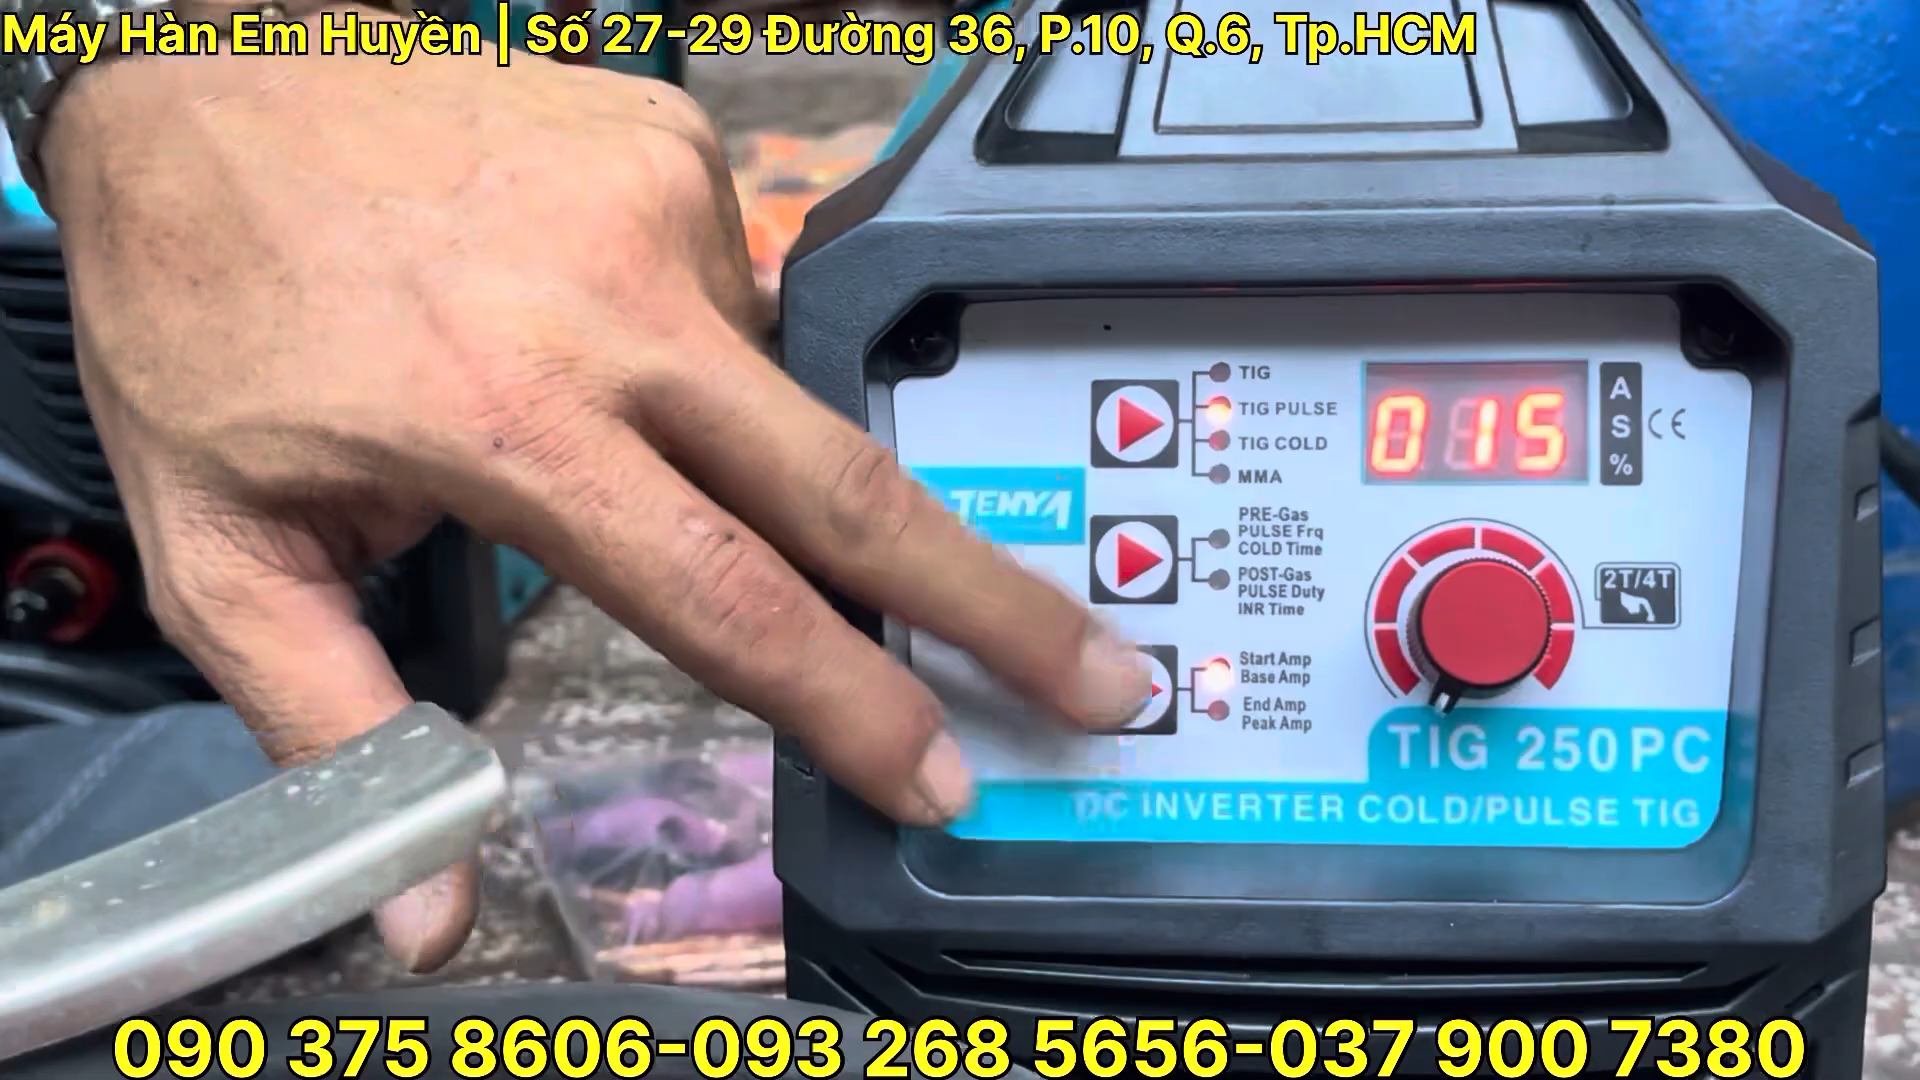 Máy Hàn Em Huyền | Số 27-29 Đường 36, P.10, Q.6, Tp.HCM
TIG
TIG PULSE
TIG COLD
MMA
015
A
S
%
CE
TENYA
PRE-Gas
PULSE Frq
COLD Time
POST-Gas
PULSE Duty
INR Time
2T/4T
Start Amp
Base Amp
End Amp
Peak Amp
TIG 250PC
DC INVERTER COLD/PULSE TIG
090 375 8606-093 268 5656-037 900 7380